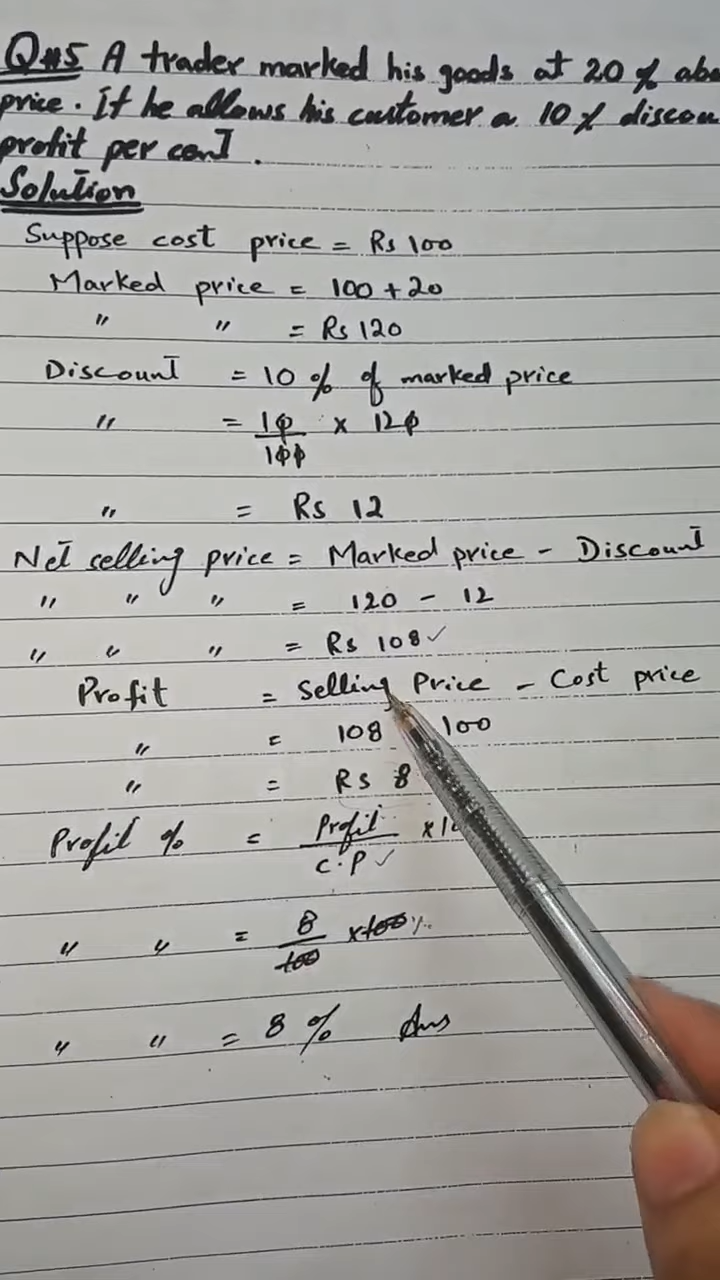 Q#5 A trader marked his goods at 20% abo
price. If he allows his customer a 10% discou
profit per cent.
Solution
Suppose cost price = Rs 100
Marked price = 100 + 20
" " = Rs 120
Discount = 10% of marked price
" = 10/100 × 120
" = Rs 12
Net selling price = Marked price - Discount
" " " = 120 - 12
" " " = Rs 108 ✓
Profit = Selling Price - Cost price
" = 108 100
" = Rs 8
Profit % = Profit/C.P ✓ ×1
" " = 8/100 ×100%
" " = 8% Ans